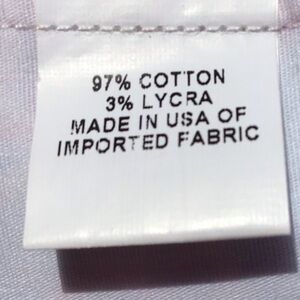 97% COTTON
3% LYCRA
MADE IN USA OF
IMPORTED FABRIC